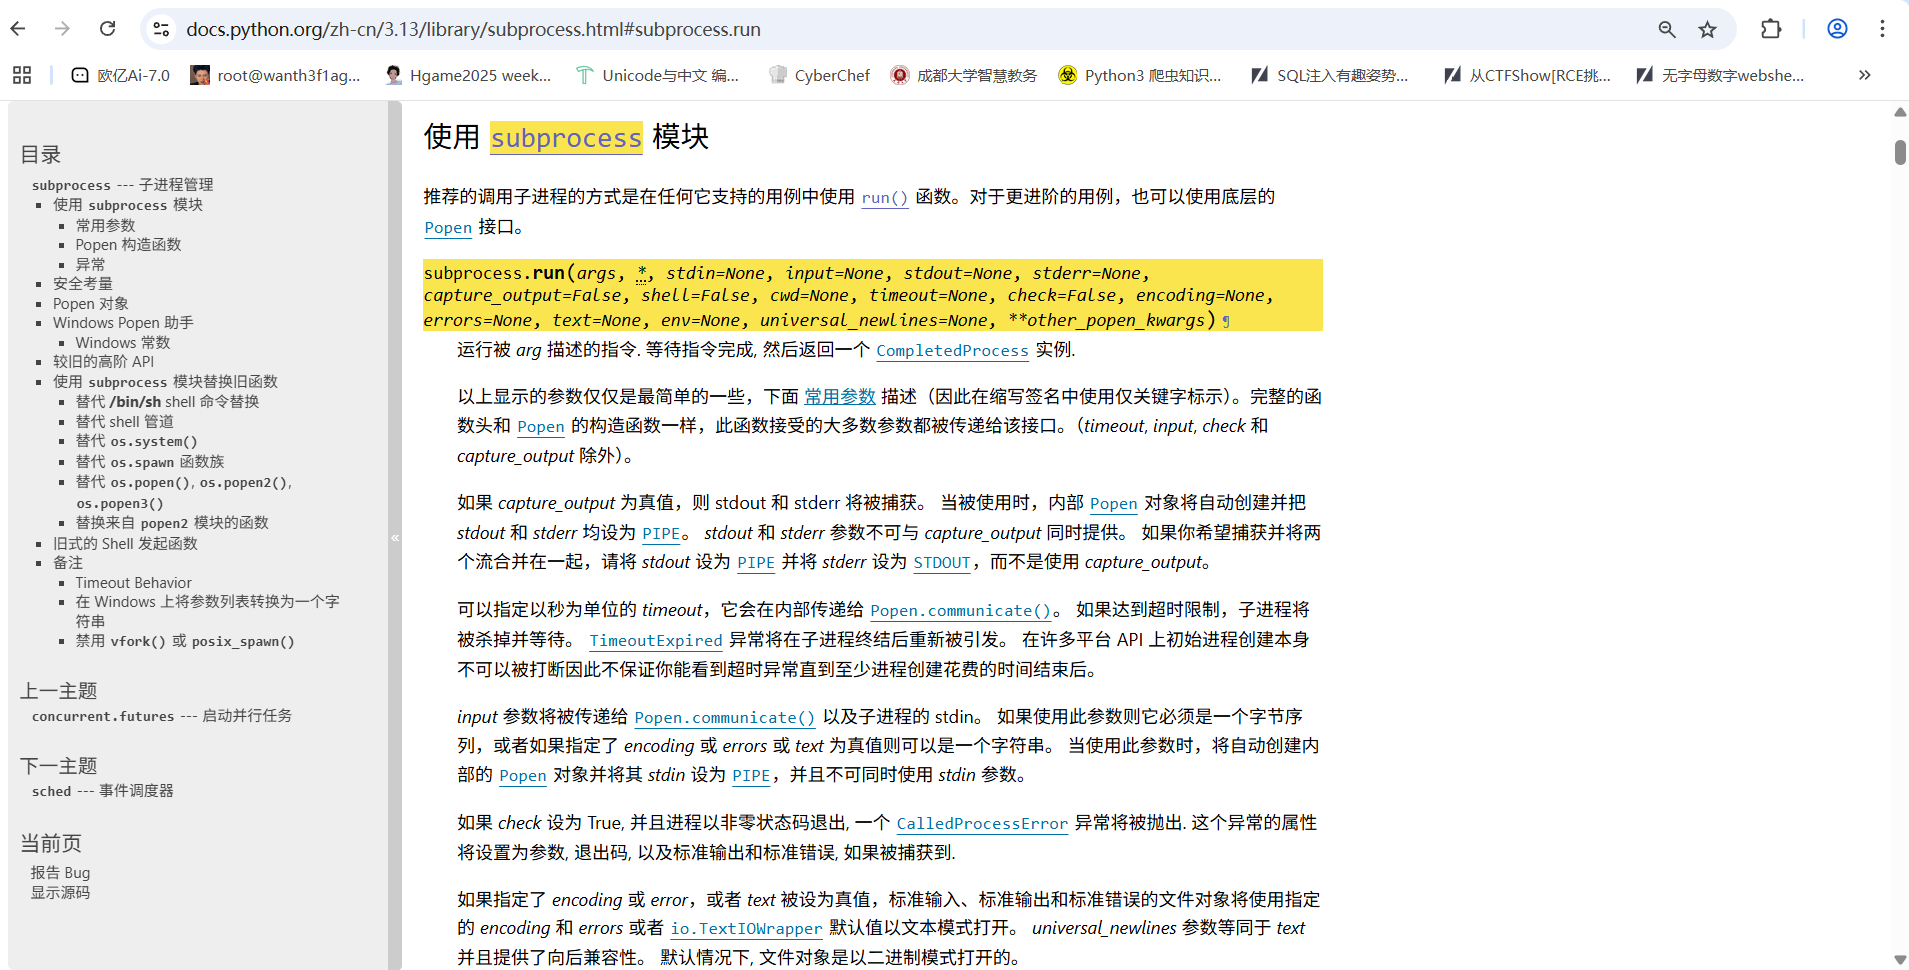 docs.python.org/zh-cn/3.13/library/subprocess.html#subprocess.run
欧亿Ai-7.0 root@wanth3f1ag... Hgame2025 week... Unicode与中文 编... CyberChef 成都大学智慧教务 Python3 爬虫知识... SQL注入有趣姿势... 从CTFShow[RCE挑... 无字母数字webshe... »
目录
subprocess --- 子进程管理
使用 subprocess 模块
常用参数
Popen 构造函数
异常
安全考量
Popen 对象
Windows Popen 助手
Windows 常数
较旧的高阶 API
使用 subprocess 模块替换旧函数
替代 /bin/sh shell 命令替换
替代 shell 管道
替代 os.system()
替代 os.spawn 函数族
替代 os.popen(), os.popen2(),
os.popen3()
替换来自 popen2 模块的函数
旧式的 Shell 发起函数
备注
Timeout Behavior
在 Windows 上将参数列表转换为一个字
符串
禁用 vfork() 或 posix_spawn()
上一主题
concurrent.futures --- 启动并行任务
下一主题
sched --- 事件调度器
当前页
报告 Bug
显示源码
«
使用 subprocess 模块
推荐的调用子进程的方式是在任何它支持的用例中使用 run() 函数。对于更进阶的用例，也可以使用底层的
Popen 接口。
subprocess.run(args, *, stdin=None, input=None, stdout=None, stderr=None,
capture_output=False, shell=False, cwd=None, timeout=None, check=False, encoding=None,
errors=None, text=None, env=None, universal_newlines=None, **other_popen_kwargs)¶
运行被 arg 描述的指令. 等待指令完成, 然后返回一个 CompletedProcess 实例.
以上显示的参数仅仅是最简单的一些，下面 常用参数 描述（因此在缩写签名中使用仅关键字标示）。完整的函
数头和 Popen 的构造函数一样，此函数接受的大多数参数都被传递给该接口。（timeout, input, check 和
capture_output 除外）。
如果 capture_output 为真值，则 stdout 和 stderr 将被捕获。 当被使用时，内部 Popen 对象将自动创建并把
stdout 和 stderr 均设为 PIPE。 stdout 和 stderr 参数不可与 capture_output 同时提供。 如果你希望捕获并将两
个流合并在一起，请将 stdout 设为 PIPE 并将 stderr 设为 STDOUT，而不是使用 capture_output。
可以指定以秒为单位的 timeout，它会在内部传递给 Popen.communicate()。 如果达到超时限制，子进程将
被杀掉并等待。 TimeoutExpired 异常将在子进程终结后重新被引发。 在许多平台 API 上初始进程创建本身
不可以被打断因此不保证你能看到超时异常直到至少进程创建花费的时间结束后。
input 参数将被传递给 Popen.communicate() 以及子进程的 stdin。 如果使用此参数则它必须是一个字节序
列，或者如果指定了 encoding 或 errors 或 text 为真值则可以是一个字符串。 当使用此参数时，将自动创建内
部的 Popen 对象并将其 stdin 设为 PIPE，并且不可同时使用 stdin 参数。
如果 check 设为 True, 并且进程以非零状态码退出, 一个 CalledProcessError 异常将被抛出. 这个异常的属性
将设置为参数, 退出码, 以及标准输出和标准错误, 如果被捕获到.
如果指定了 encoding 或 error，或者 text 被设为真值，标准输入、标准输出和标准错误的文件对象将使用指定
的 encoding 和 errors 或者 io.TextIOWrapper 默认值以文本模式打开。 universal_newlines 参数等同于 text
并且提供了向后兼容性。 默认情况下, 文件对象是以二进制模式打开的。